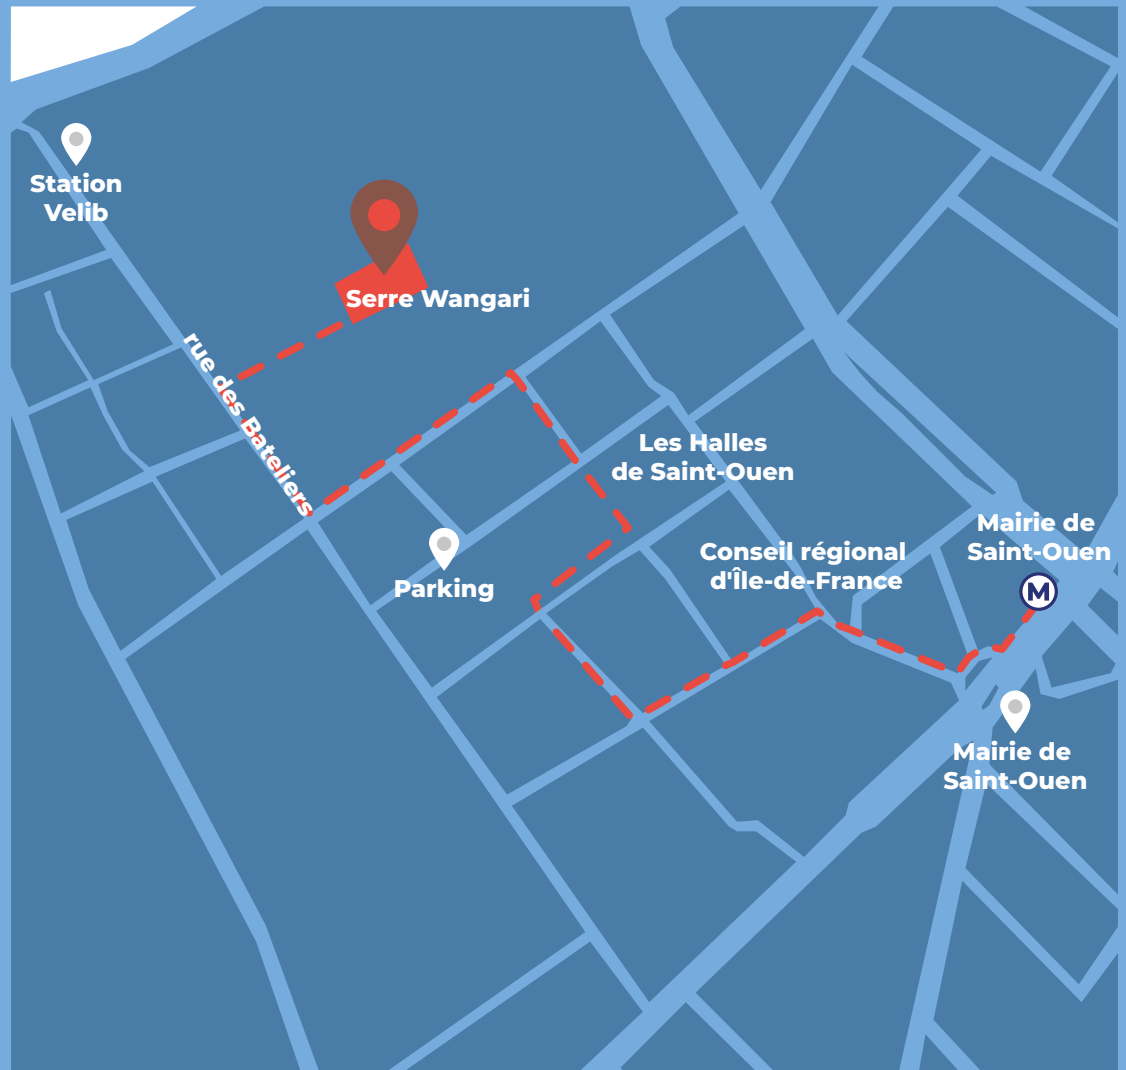 Station
Velib
Serre Wangari
rue des Bateliers
Les Halles
de Saint-Ouen
Mairie de
Saint-Ouen
Conseil régional
d'Île-de-France
M
Parking
Mairie de
Saint-Ouen